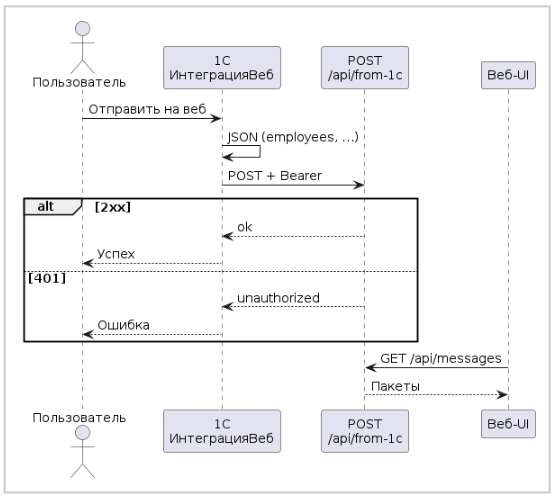 Пользователь
1С
ИнтеграцияВеб
POST
/api/from-1c
Веб-UI
Отправить на веб
JSON (employees, ...)
POST + Bearer
alt
[2xx]
ok
Успех
[401]
unauthorized
Ошибка
GET /api/messages
Пакеты
Пользователь
1С
ИнтеграцияВеб
POST
/api/from-1c
Веб-UI